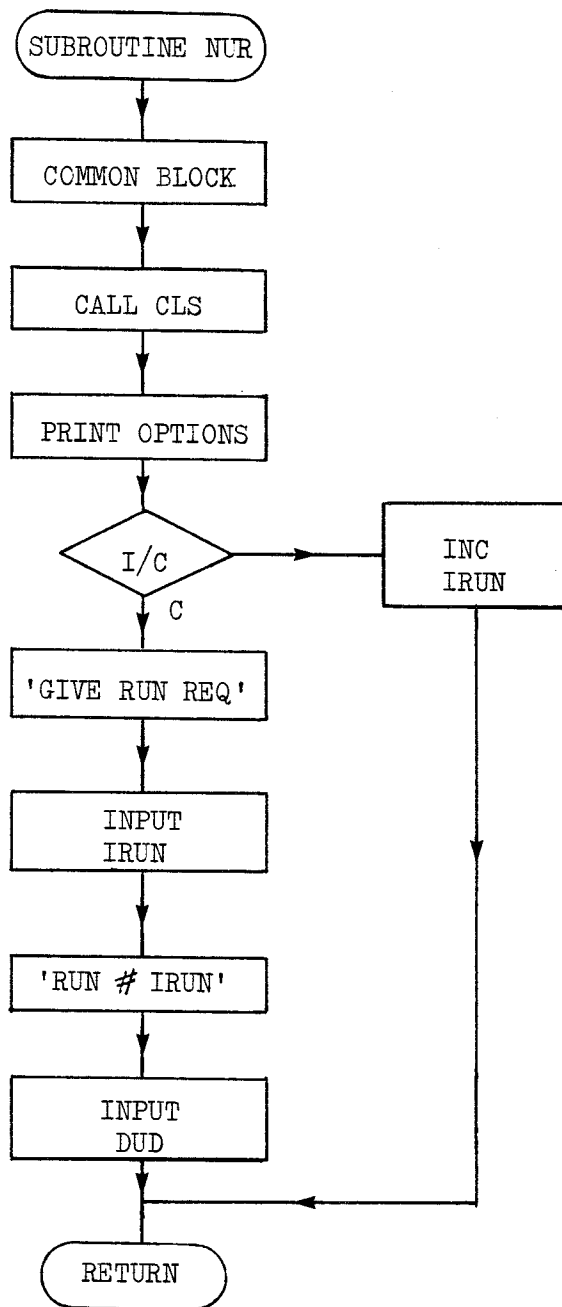 SUBROUTINE NUR
COMMON BLOCK
CALL CLS
PRINT OPTIONS
I/C
INC
IRUN
C
'GIVE RUN REQ'
INPUT
IRUN
'RUN # IRUN'
INPUT
DUD
RETURN